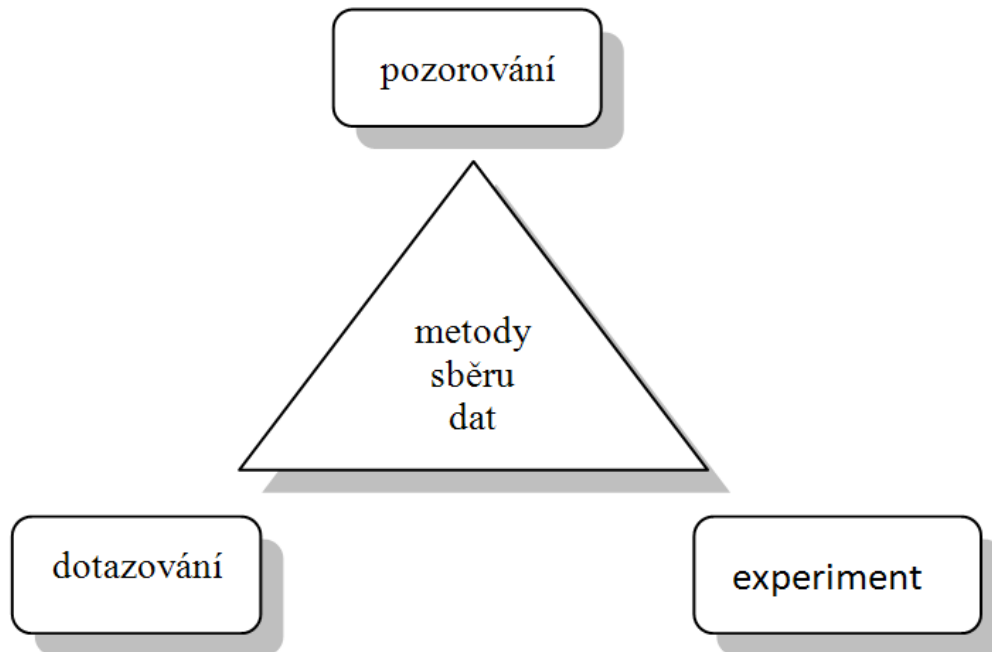 pozorování
metody
sběru
dat
dotazování
experiment